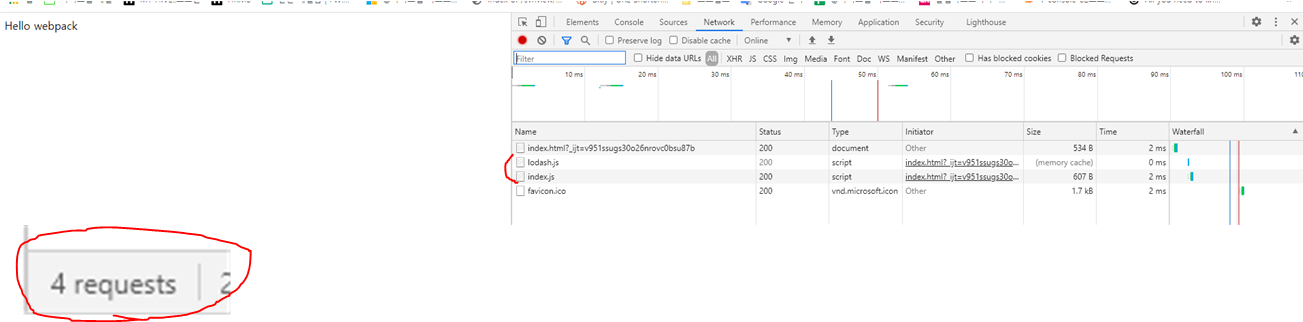 Hello webpack
Elements Console Sources Network Performance Memory Application Security Lighthouse
Preserve log Disable cache Online
Filter Hide data URLs All XHR JS CSS Img Media Font Doc WS Manifest Other Has blocked cookies Blocked Requests
10 ms 20 ms 30 ms 40 ms 50 ms 60 ms 70 ms 80 ms 90 ms 100 ms
Name Status Type Initiator Size Time Waterfall
index.html?_ijt=v951ssugs30o26nrovc0bsu87b 200 document Other 534 B 2 ms
lodash.js 200 script index.html?_ijt=v951ssugs30o... (memory cache) 0 ms
index.js 200 script index.html?_ijt=v951ssugs30o... 607 B 2 ms
favicon.ico 200 vnd.microsoft.icon Other 1.7 kB 2 ms
4 requests